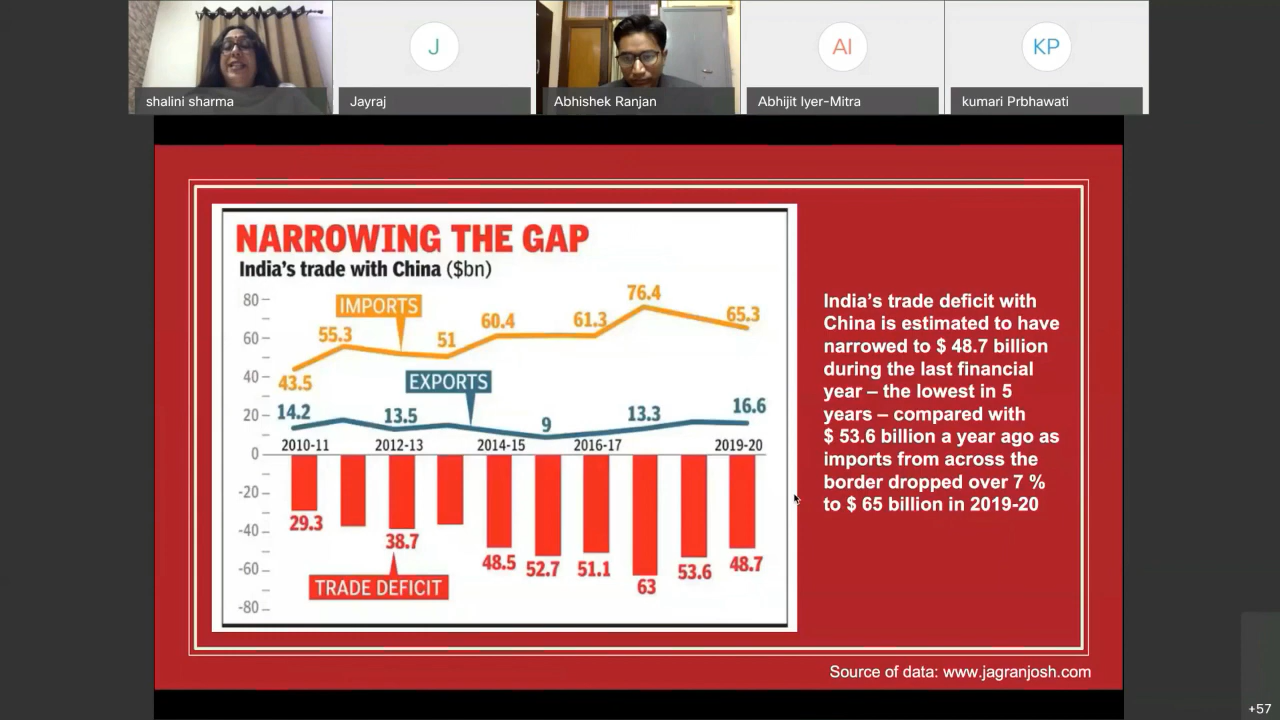 J
AI
KP
shalini sharma
Jayraj
Abhishek Ranjan
Abhijit Iyer-Mitra
kumari Prbhawati
NARROWING THE GAP
India's trade with China ($bn)
80
60
40
20
0
-20
-40
-60
-80
IMPORTS
43.5
55.3
51
60.4
61.3
76.4
65.3
EXPORTS
14.2
13.5
9
13.3
16.6
2010-11
2012-13
2014-15
2016-17
2019-20
29.3
38.7
48.5
52.7
51.1
63
53.6
48.7
TRADE DEFICIT
India's trade deficit with
China is estimated to have
narrowed to $ 48.7 billion
during the last financial
year – the lowest in 5
years – compared with
$ 53.6 billion a year ago as
imports from across the
border dropped over 7 %
to $ 65 billion in 2019-20
Source of data: www.jagranjosh.com
+57